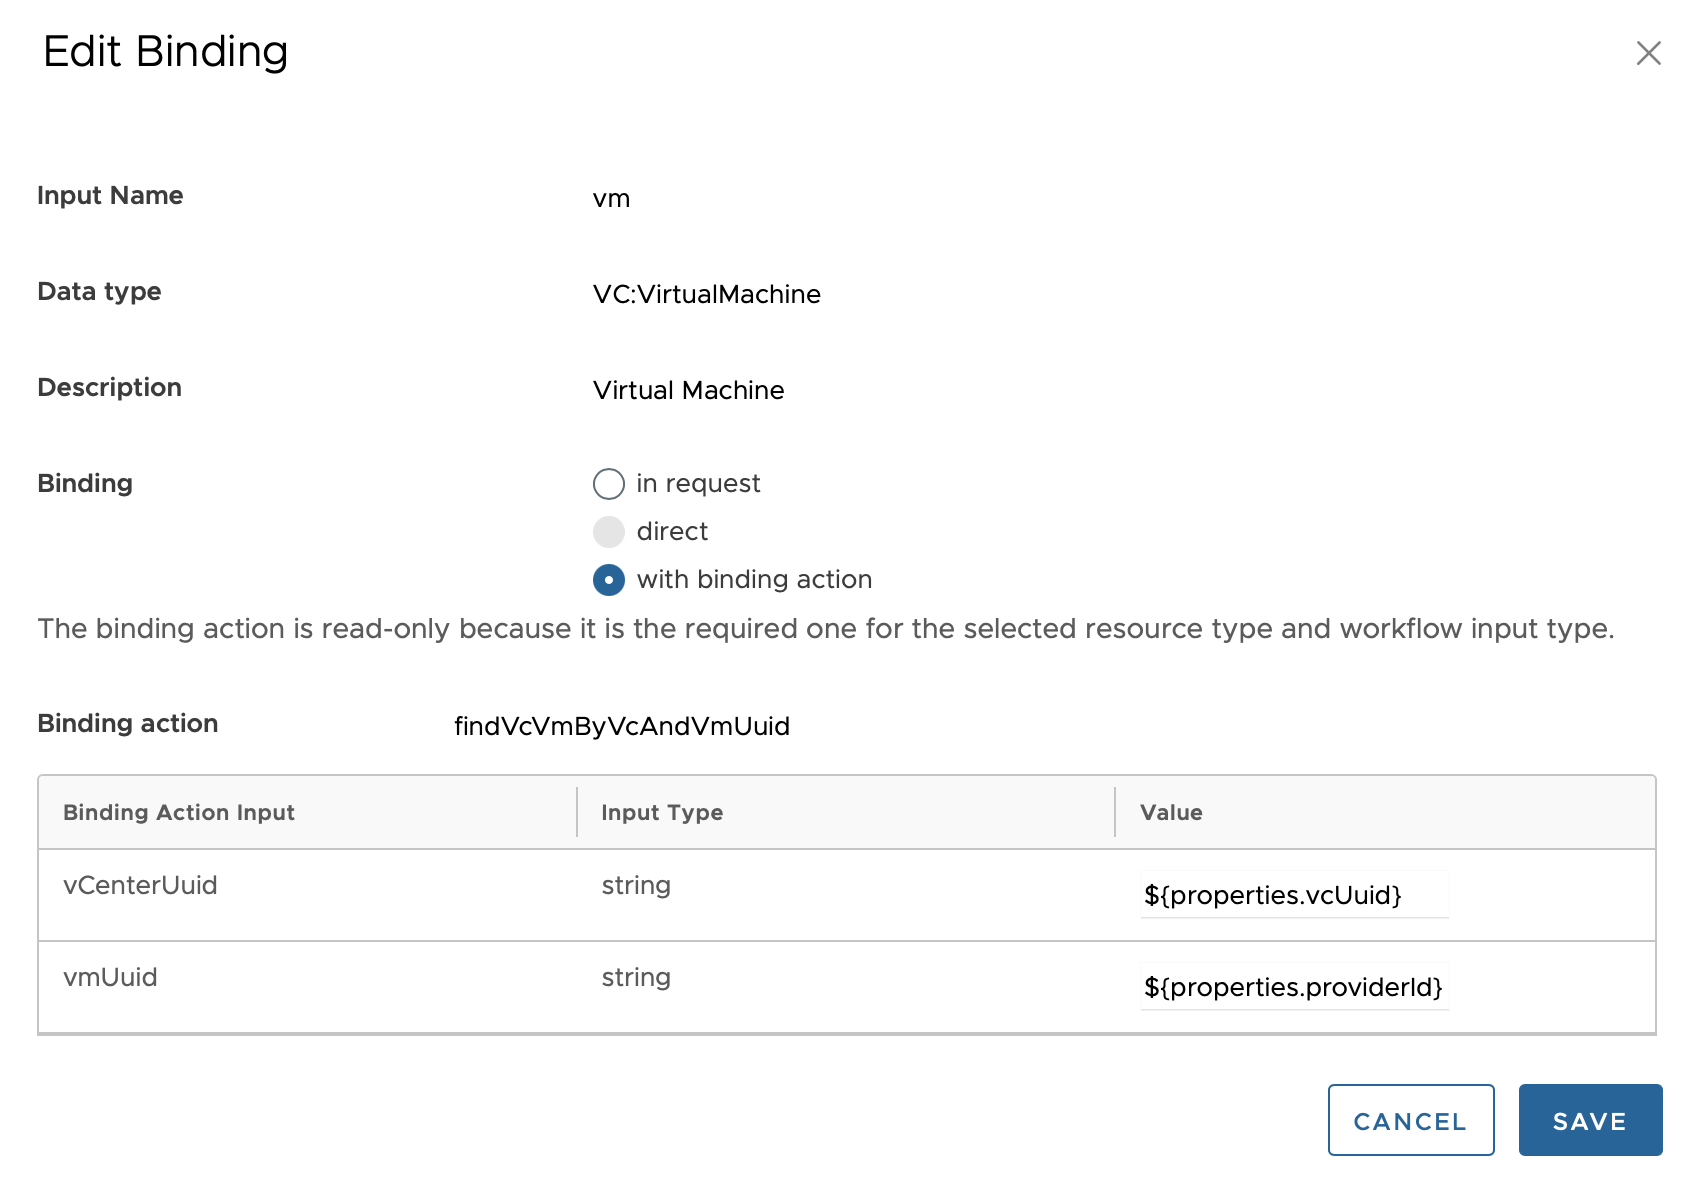 Edit Binding
Input Name vm
Data type VC:VirtualMachine
Description Virtual Machine
Binding in request
direct
with binding action
The binding action is read-only because it is the required one for the selected resource type and workflow input type.
Binding action findVcVmByVcAndVmUuid
Binding Action Input Input Type Value
vCenterUuid string ${properties.vcUuid}
vmUuid string ${properties.providerId}
CANCEL SAVE